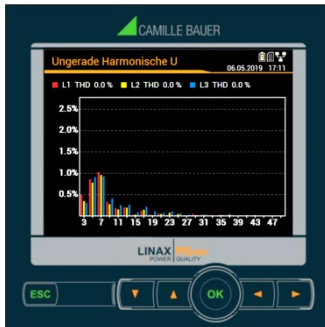 CAMILLE BAUER
Ungerade Harmonische U
06.05.2019 17:11
L1 THD 0.0 % L2 THD 0.0 % L3 THD 0.0 %
2.5%
2.0%
1.5%
1.0%
0.5%
3 7 11 15 19 23 27 31 35 39 43 47
LINAX
POWER QUALITY
ESC
OK